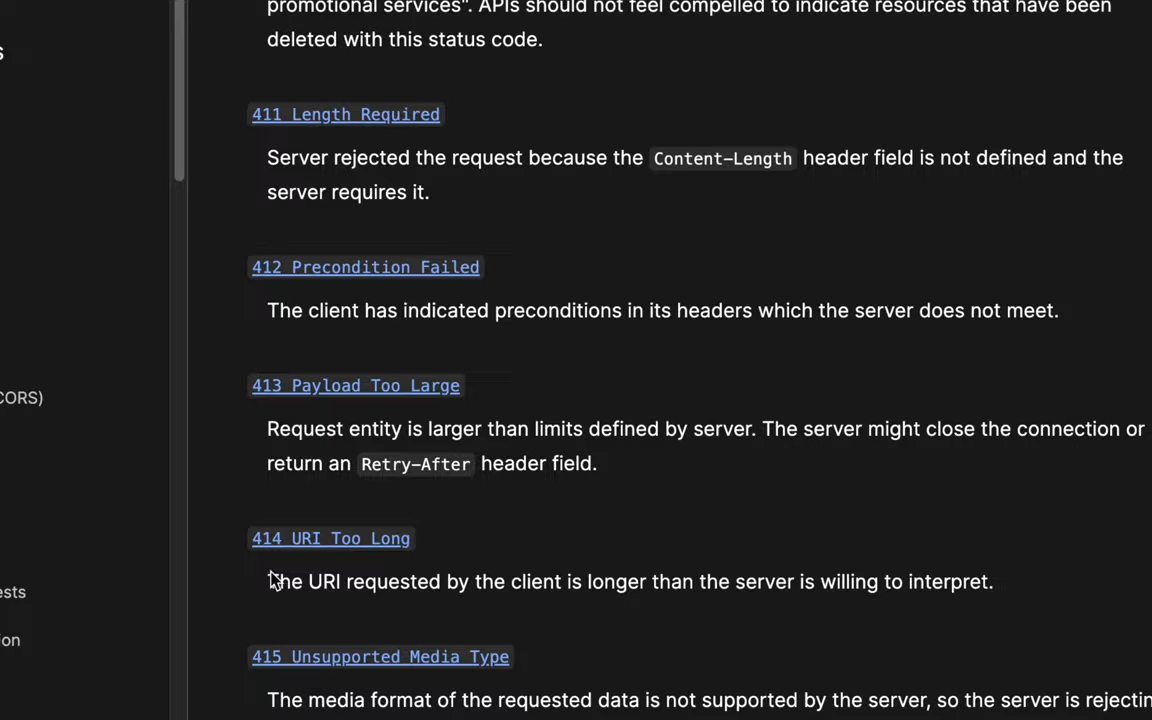 promotional services". APIs should not feel compelled to indicate resources that have been
deleted with this status code.
S
411 Length Required
Server rejected the request because the Content-Length header field is not defined and the
server requires it.
412 Precondition Failed
The client has indicated preconditions in its headers which the server does not meet.
413 Payload Too Large
CORS)
Request entity is larger than limits defined by server. The server might close the connection or
return an Retry-After header field.
414 URI Too Long
The URI requested by the client is longer than the server is willing to interpret.
ests
ion
415 Unsupported Media Type
The media format of the requested data is not supported by the server, so the server is rejectin